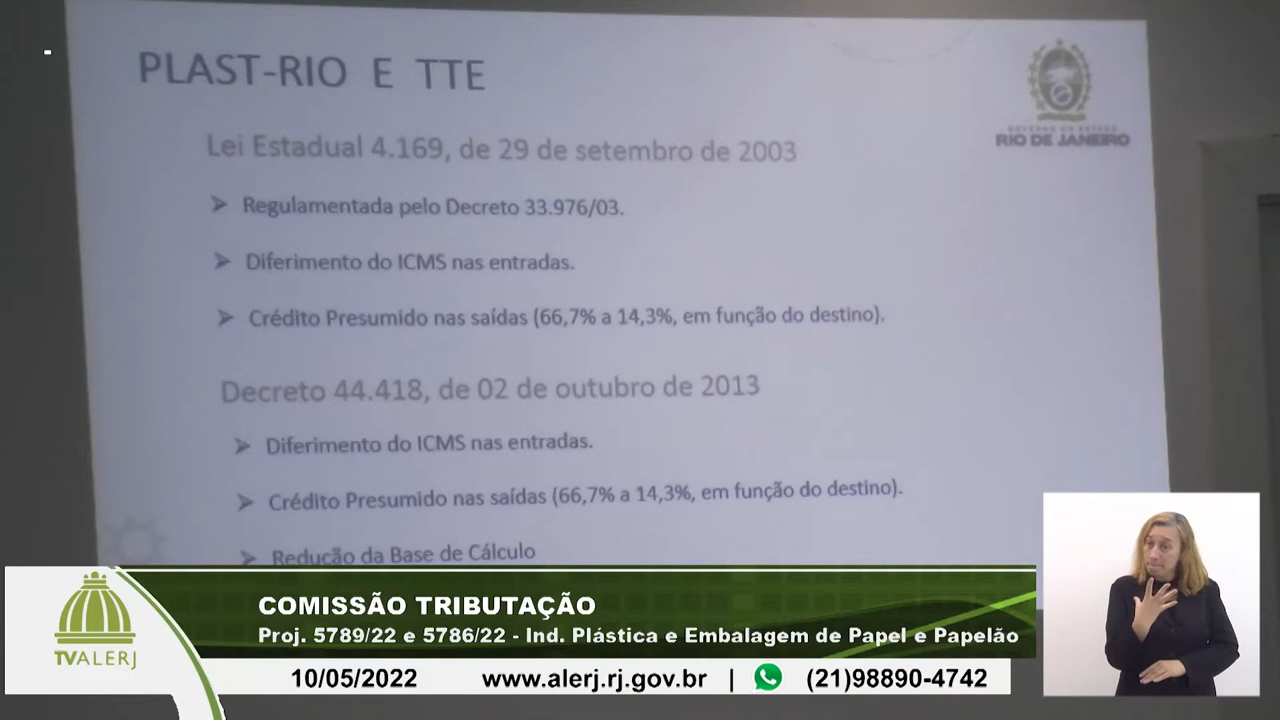 PLAST-RIO E TTE
GOVERNO DO ESTADO
RIO DE JANEIRO
Lei Estadual 4.169, de 29 de setembro de 2003
➢ Regulamentada pelo Decreto 33.976/03.
➢ Diferimento do ICMS nas entradas.
➢ Crédito Presumido nas saídas (66,7% a 14,3%, em função do destino).
Decreto 44.418, de 02 de outubro de 2013
➢ Diferimento do ICMS nas entradas.
➢ Crédito Presumido nas saídas (66,7% a 14,3%, em função do destino).
➢ Redução da Base de Cálculo
COMISSÃO TRIBUTAÇÃO
Proj. 5789/22 e 5786/22 - Ind. Plástica e Embalagem de Papel e Papelão
TVALERJ
10/05/2022 www.alerj.rj.gov.br | (21)98890-4742